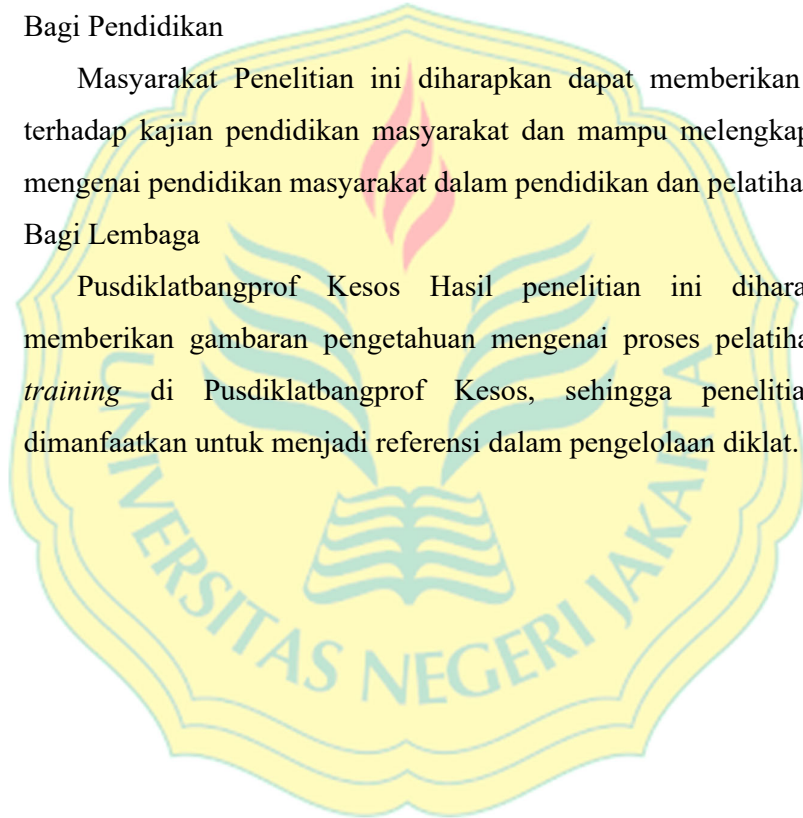 Bagi Pendidikan
Masyarakat Penelitian ini diharapkan dapat memberikan
terhadap kajian pendidikan masyarakat dan mampu melengkap
mengenai pendidikan masyarakat dalam pendidikan dan pelatiha
Bagi Lembaga
Pusdiklatbangprof Kesos Hasil penelitian ini dihara
memberikan gambaran pengetahuan mengenai proses pelatiha
training di Pusdiklatbangprof Kesos, sehingga penelitia
dimanfaatkan untuk menjadi referensi dalam pengelolaan diklat.
UNIVERSITAS NEGERI JAKARTA